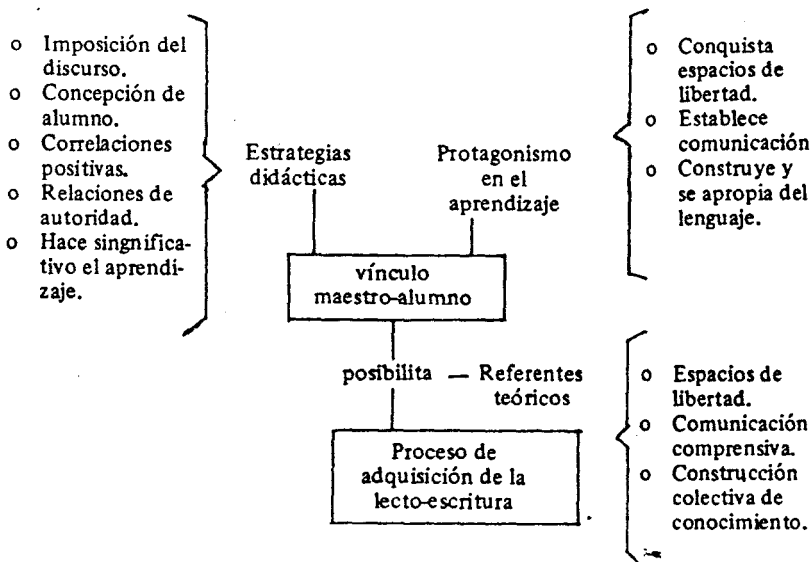 o Imposición del
discurso.
o Concepción de
alumno.
o Correlaciones
positivas.
o Relaciones de
autoridad.
o Hace singnifica-
tivo el aprendi-
zaje.
Estrategias
didácticas
Protagonismo
en el
aprendizaje
o Conquista
espacios de
libertad.
o Establece
comunicación
o Construye y
se apropia del
lenguaje.
vínculo
maestro-alumno
posibilita — Referentes
teóricos
Proceso de
adquisición de la
lecto-escritura
o Espacios de
libertad.
o Comunicación
comprensiva.
o Construcción
colectiva de
conocimiento.